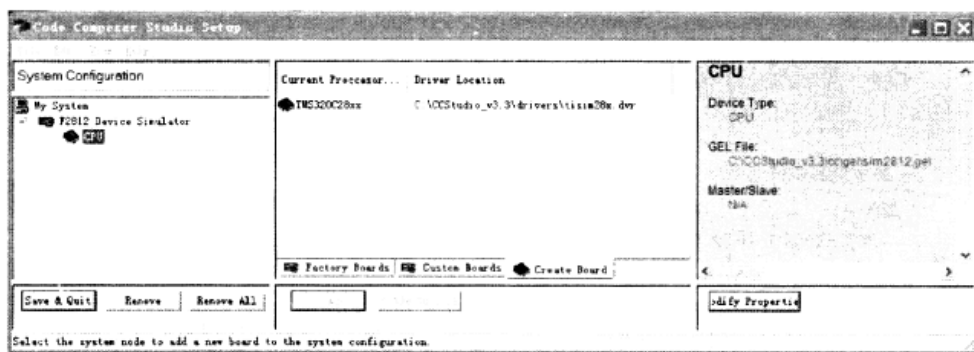 Code Composer Studio Setup
System Configuration
My System
F2812 Device Simulator
CPU
Current Processor... Driver Location
TMS320C28xx C:\CCStudio_v3.3\drivers\tisim28x.dvr
Factory Boards Custom Boards Create Board
CPU
Device Type:
CPU
GEL File:
C:\CCStudio_v3.3\cc\gel\sim2812.gel
Master/Slave:
N/A
Save & Quit Remove Remove All
odify Propertie
Select the system node to add a new board to the system configuration.